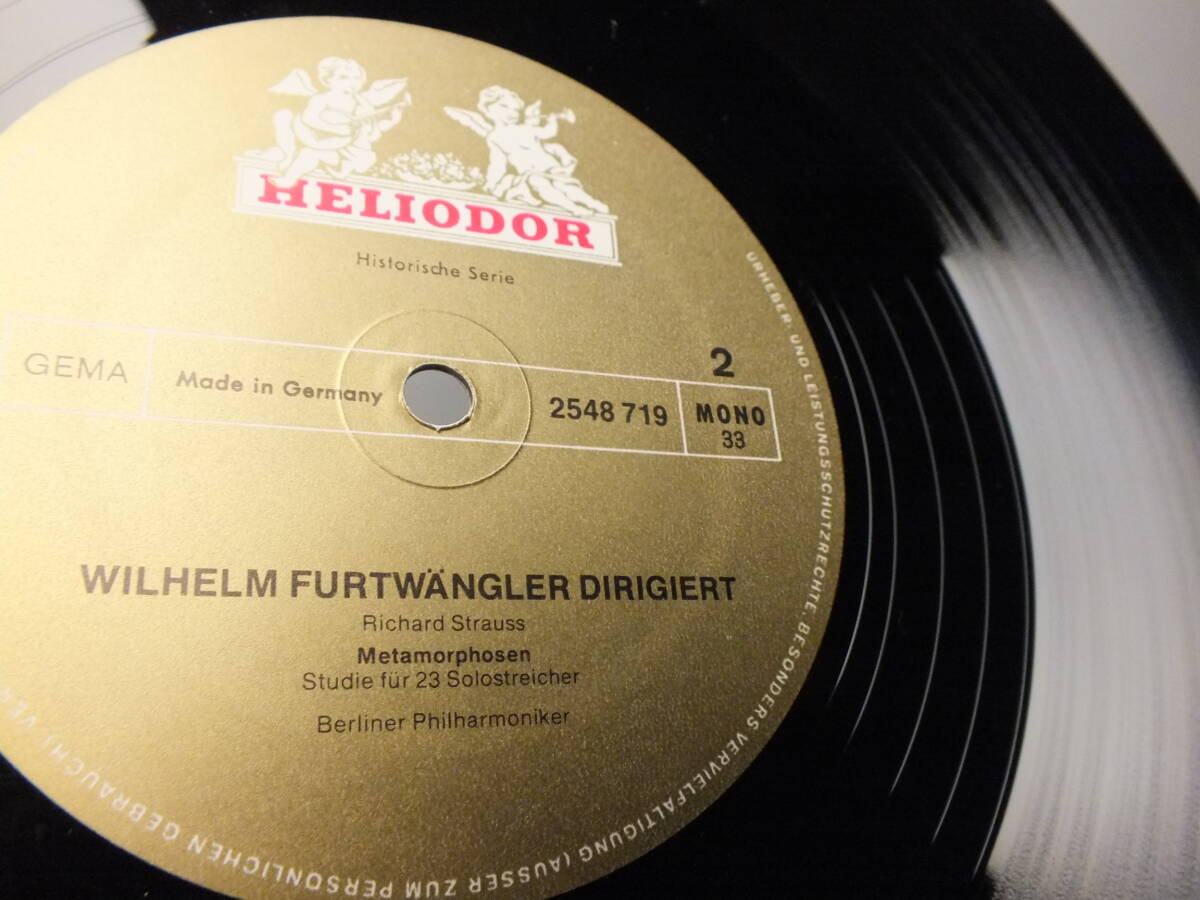 HELIODOR
Historische Serie
GEMA
Made in Germany
2548 719
2
MONO
33
WILHELM FURTWÄNGLER DIRIGIERT
Richard Strauss
Metamorphosen
Studie für 23 Solostreicher
Berliner Philharmoniker
URHEBER- UND LEISTUNGSSCHUTZRECHTE, BESONDERS VERVIELFÄLTIGUNG (AUSSER ZUM PERSÖNLICHEN GEBRAUCH),